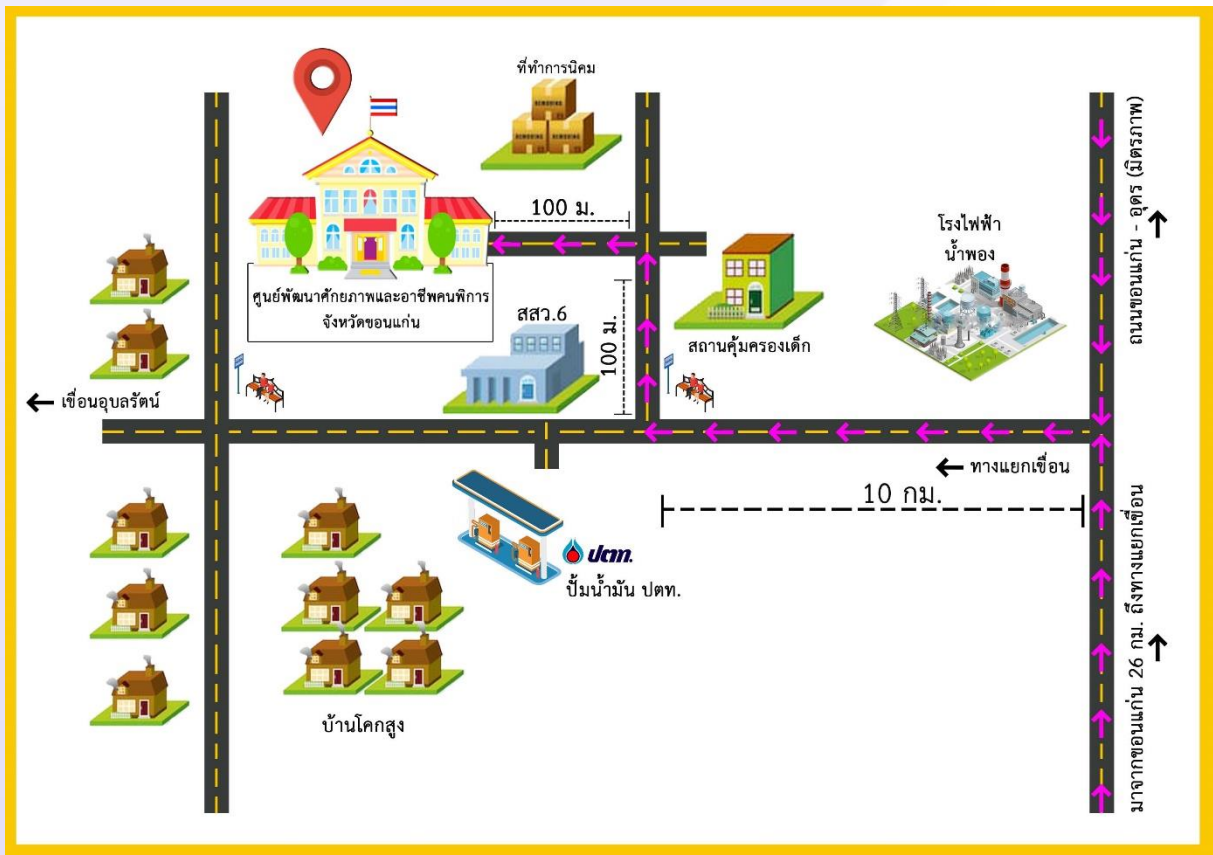 ที่ทำการนิคม
100 ม.
ศูนย์พัฒนาศักยภาพและอาชีพคนพิการ
จังหวัดขอนแก่น
สสว.6
100 ม.
สถานคุ้มครองเด็ก
โรงไฟฟ้า
น้ำพอง
ถนนขอนแก่น - อุดร (มิตรภาพ)
เขื่อนอุบลรัตน์
ทางแยกเขื่อน
10 กม.
ปตท.
ปั้มน้ำมัน ปตท.
บ้านโคกสูง
มาจากขอนแก่น 26 กม. ถึงทางแยกเขื่อน